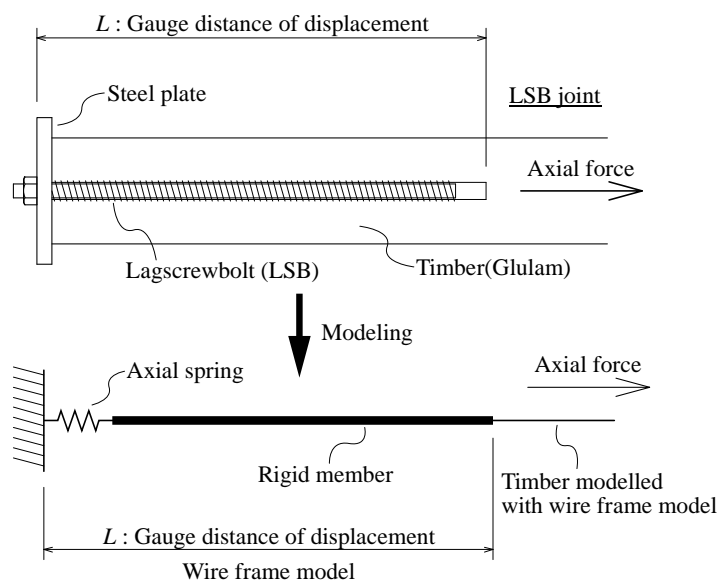 L : Gauge distance of displacement
Steel plate
LSB joint
Axial force
Lagscrewbolt (LSB)
Timber(Glulam)
Modeling
Axial force
Axial spring
Rigid member
Timber modelled
with wire frame model
L : Gauge distance of displacement
Wire frame model